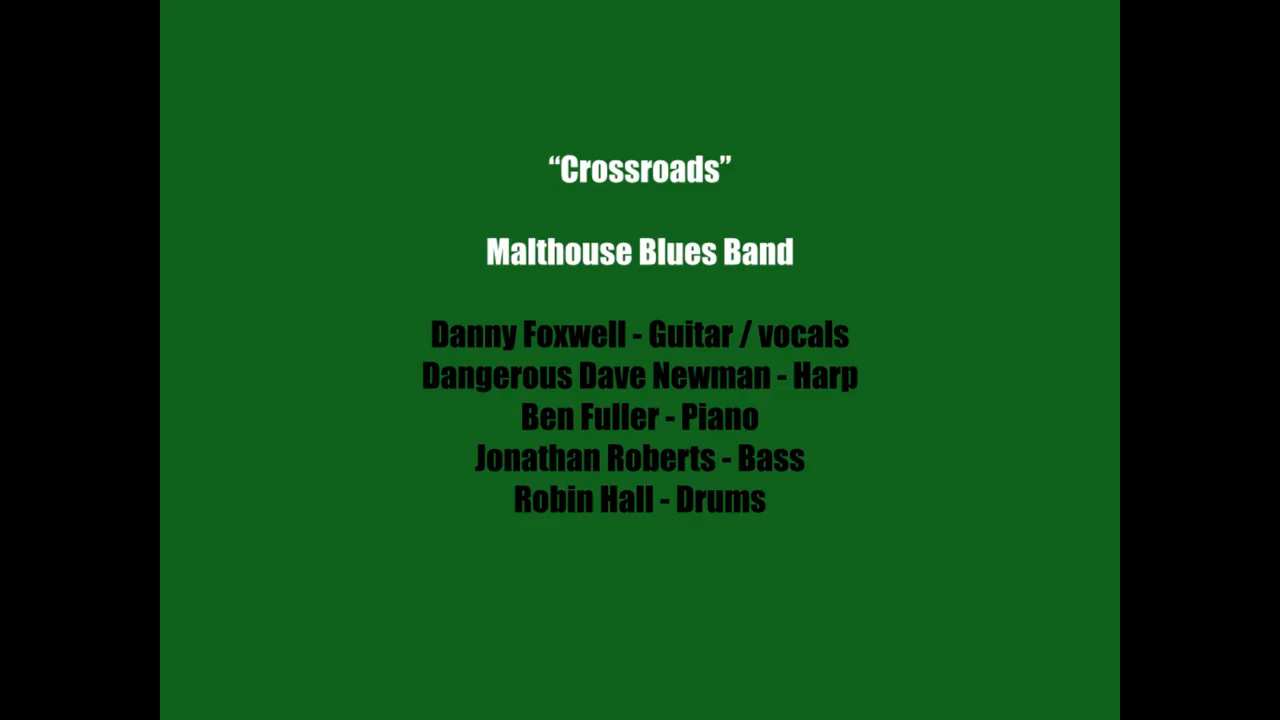 “Crossroads”
Malthouse Blues Band
Danny Foxwell - Guitar / vocals
Dangerous Dave Newman - Harp
Ben Fuller - Piano
Jonathan Roberts - Bass
Robin Hall - Drums